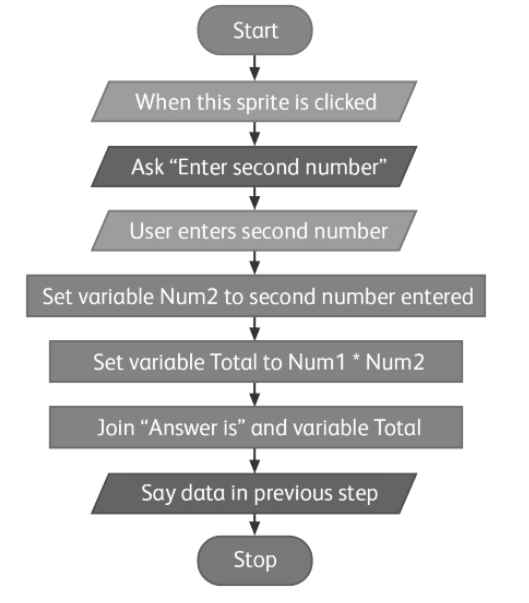 Start
When this sprite is clicked
Ask “Enter second number”
User enters second number
Set variable Num2 to second number entered
Set variable Total to Num1 * Num2
Join “Answer is” and variable Total
Say data in previous step
Stop